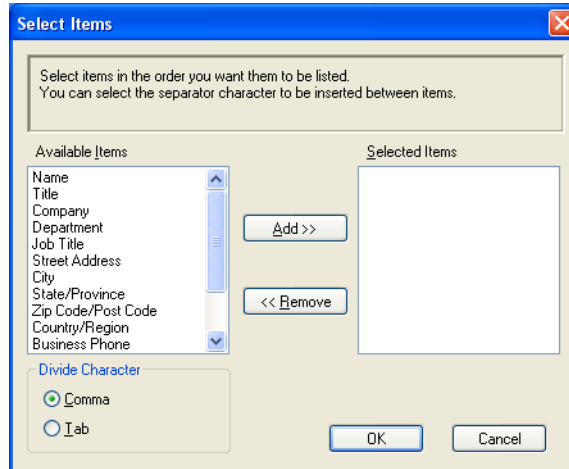 Select Items
Select items in the order you want them to be listed.
You can select the separator character to be inserted between items.
Available Items
Selected Items
Name
Title
Company
Department
Job Title
Street Address
City
State/Province
Zip Code/Post Code
Country/Region
Business Phone
Add >>
<< Remove
Divide Character
Comma
Tab
OK
Cancel